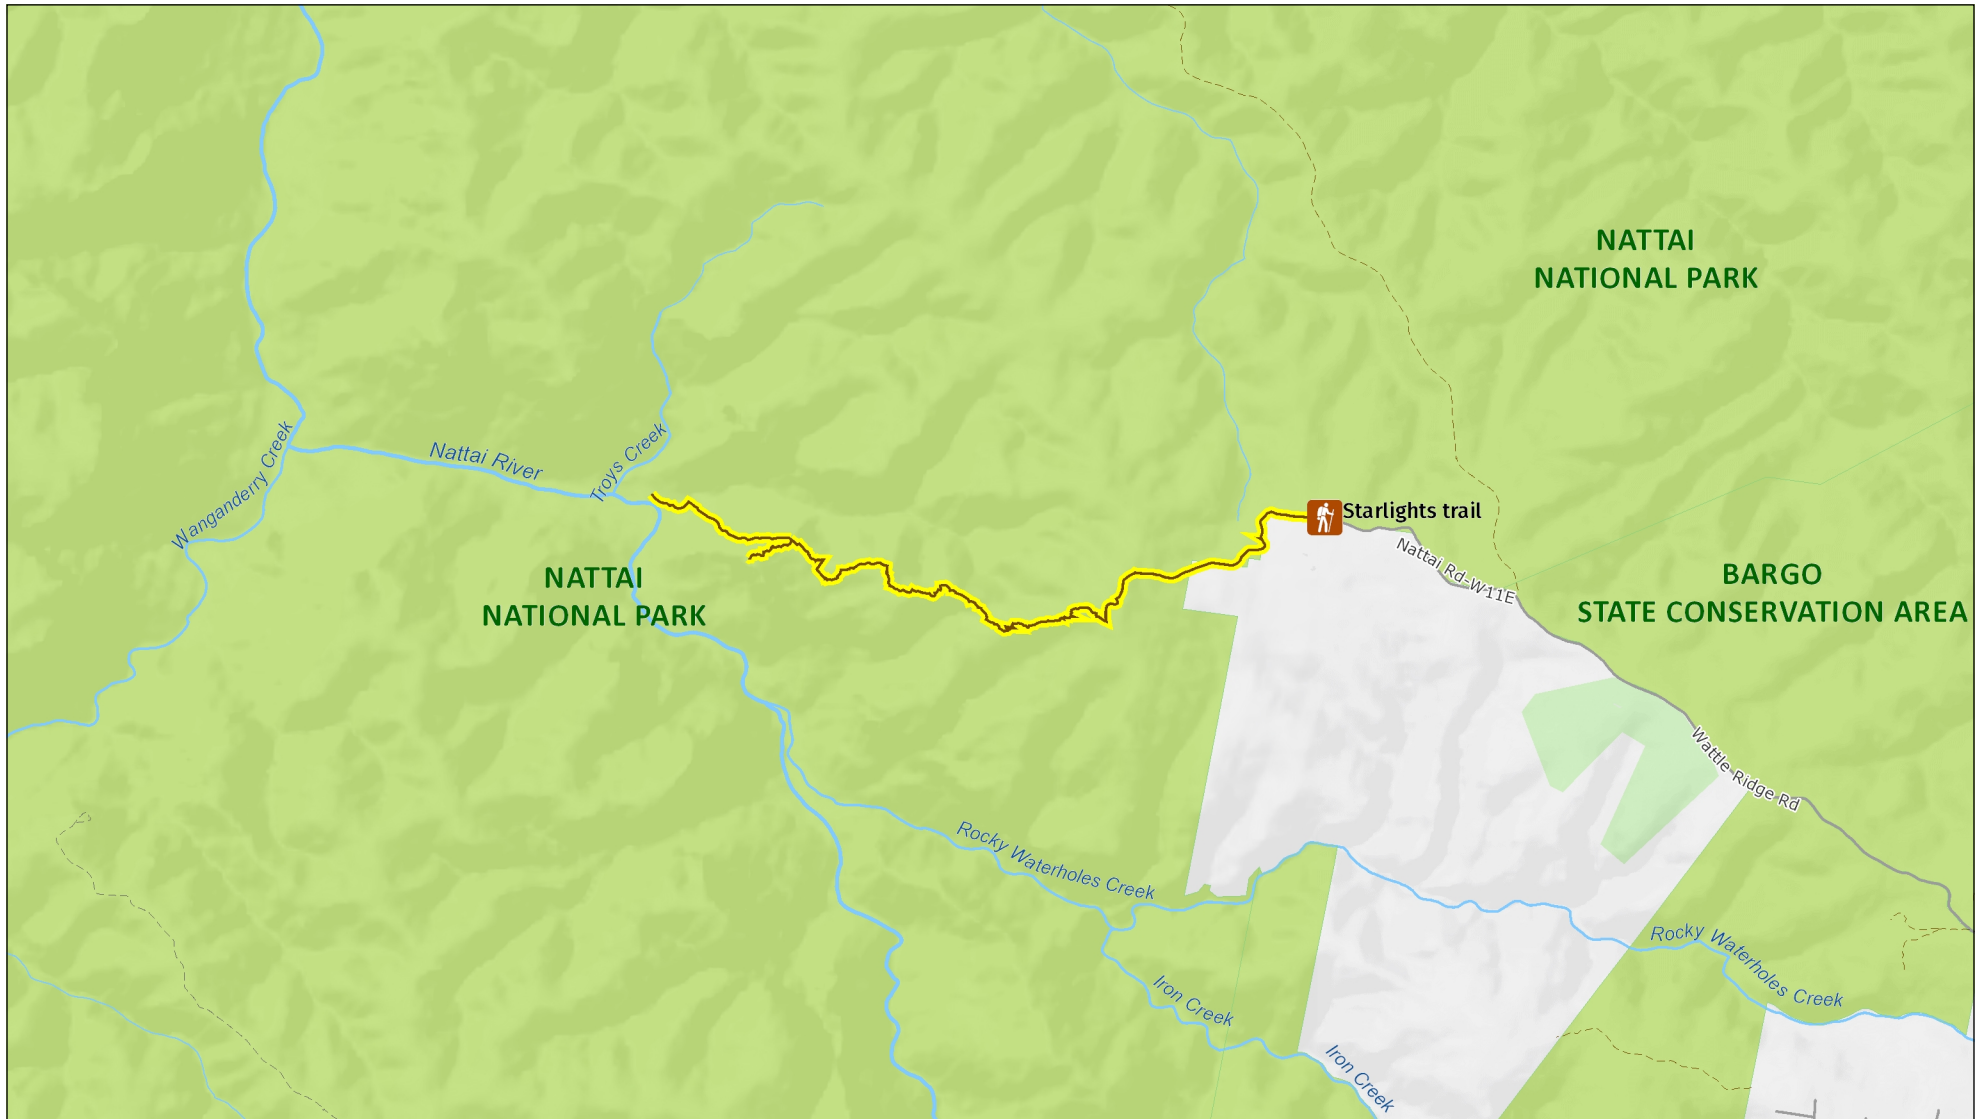 NATTAI
NATIONAL PARK
Wanganderry Creek
Nattai River
Troys Creek
Starlights trail
Nattai Rd-W11E
NATTAI
NATIONAL PARK
BARGO
STATE CONSERVATION AREA
Wattle Ridge Rd
Rocky Waterholes Creek
Rocky Waterholes Creek
Iron Creek
Iron Creek